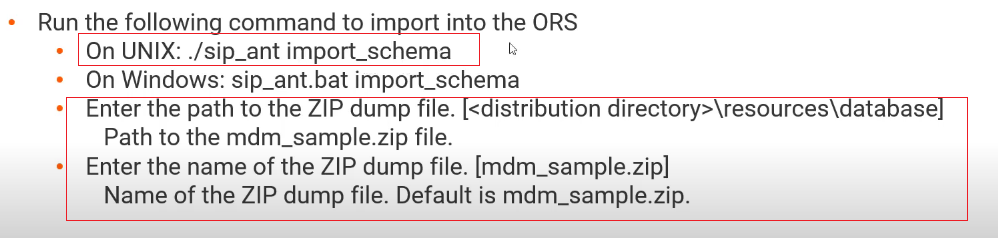 Run the following command to import into the ORS
On UNIX: ./sip_ant import_schema
On Windows: sip_ant.bat import_schema
Enter the path to the ZIP dump file. [<distribution directory>\resources\database]
Path to the mdm_sample.zip file.
Enter the name of the ZIP dump file. [mdm_sample.zip]
Name of the ZIP dump file. Default is mdm_sample.zip.